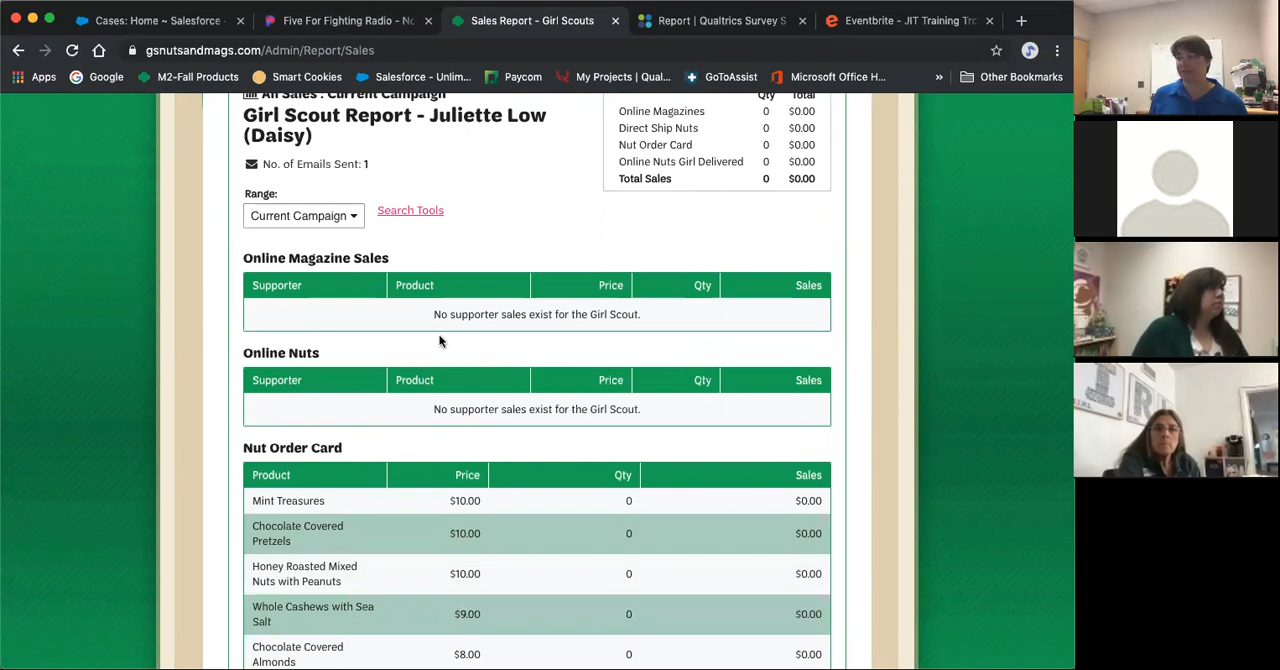 Cases: Home ~ Salesforce -
Five For Fighting Radio - No
Sales Report - Girl Scouts
Report | Qualtrics Survey S
Eventbrite - JIT Training Tro
gsnutsandmags.com/Admin/Report/Sales
Apps
Google
M2-Fall Products
Smart Cookies
Salesforce - Unlim...
Paycom
My Projects | Qual...
GoToAssist
Microsoft Office H...
»
Other Bookmarks
All Sales : Current Campaign
Girl Scout Report - Juliette Low
(Daisy)
No. of Emails Sent: 1
Range:
Current Campaign
Search Tools
Qty Total
Online Magazines 0 $0.00
Direct Ship Nuts 0 $0.00
Nut Order Card 0 $0.00
Online Nuts Girl Delivered 0 $0.00
Total Sales 0 $0.00
Online Magazine Sales
Supporter Product Price Qty Sales
No supporter sales exist for the Girl Scout.
Online Nuts
Supporter Product Price Qty Sales
No supporter sales exist for the Girl Scout.
Nut Order Card
Product Price Qty Sales
Mint Treasures $10.00 0 $0.00
Chocolate Covered
Pretzels $10.00 0 $0.00
Honey Roasted Mixed
Nuts with Peanuts $10.00 0 $0.00
Whole Cashews with Sea
Salt $9.00 0 $0.00
Chocolate Covered
Almonds $8.00 0 $0.00